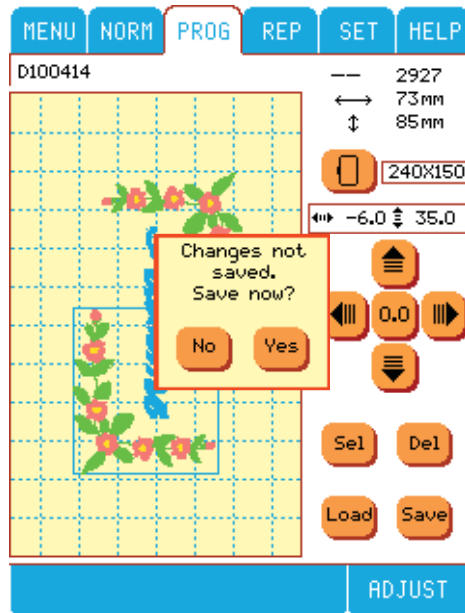 MENU NORM PROG REP SET HELP
D100414
-- 2927
73MM
85MM
240X150
-6.0 35.0
Changes not
saved.
Save now?
No Yes
0.0
Sel Del
Load Save
ADJUST